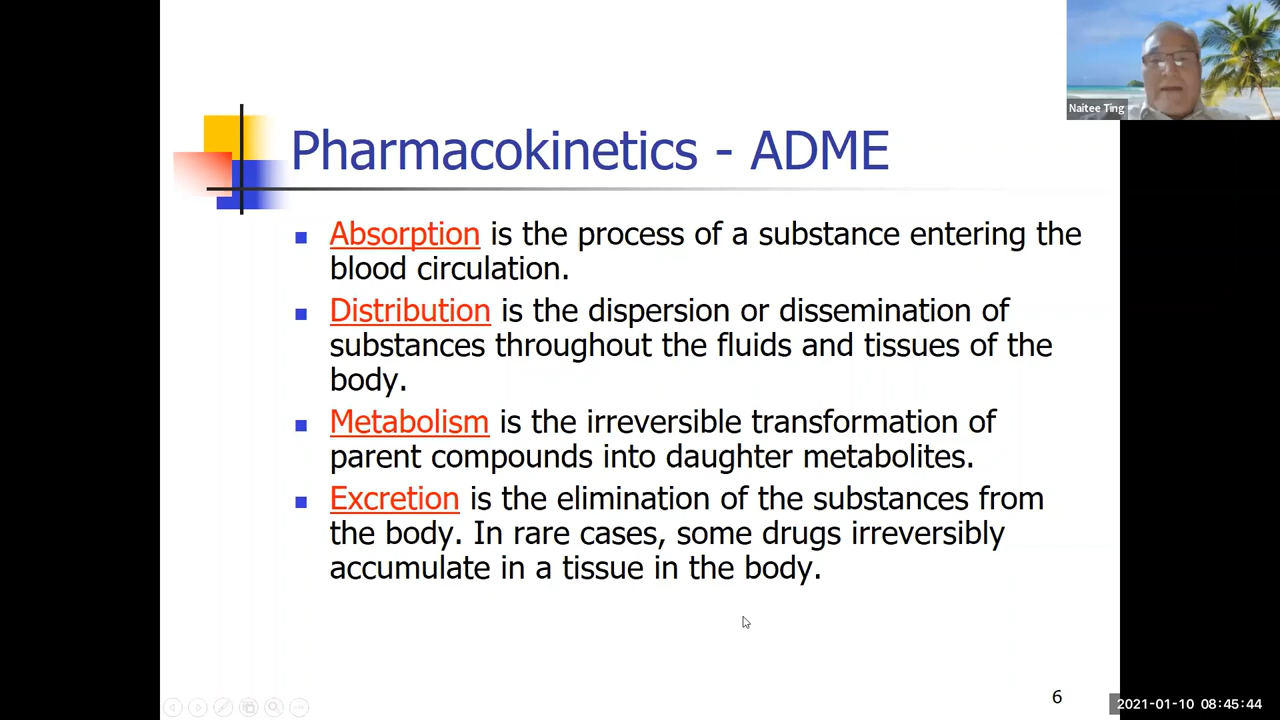 Naitee Ting
Pharmacokinetics - ADME
Absorption is the process of a substance entering the
blood circulation.
Distribution is the dispersion or dissemination of
substances throughout the fluids and tissues of the
body.
Metabolism is the irreversible transformation of
parent compounds into daughter metabolites.
Excretion is the elimination of the substances from
the body. In rare cases, some drugs irreversibly
accumulate in a tissue in the body.
6
2021-01-10 08:45:44